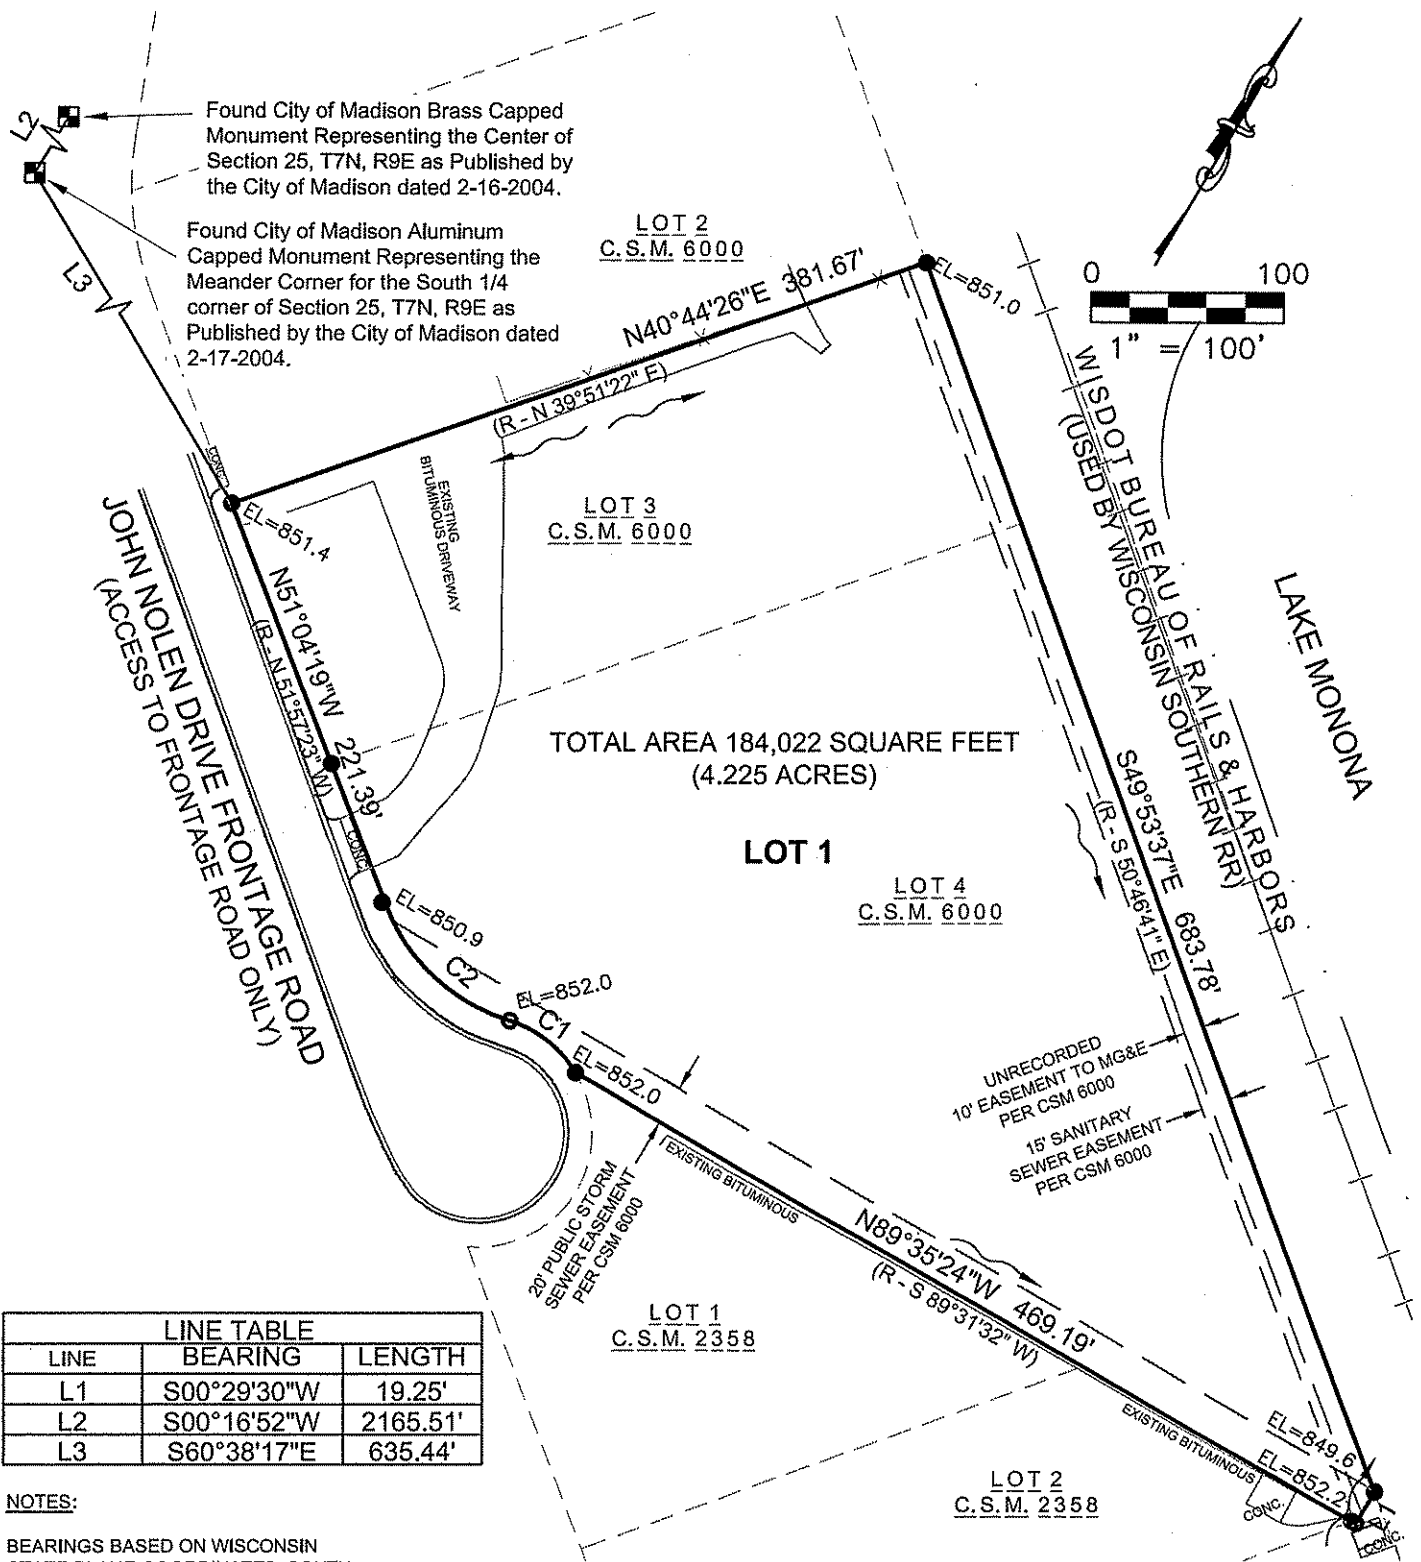 Found City of Madison Brass Capped
Monument Representing the Center of
Section 25, T7N, R9E as Published by
the City of Madison dated 2-16-2004.
L2
Found City of Madison Aluminum
Capped Monument Representing the
Meander Corner for the South 1/4
corner of Section 25, T7N, R9E as
Published by the City of Madison dated
2-17-2004.
L3
LOT 2
C.S.M. 6000
0 100
1" = 100'
N40°44'26"E 381.67'
(R - N 39°51'22" E)
EL=851.0
WISDOT BUREAU OF RAILS & HARBORS
(USED BY WISCONSIN SOUTHERN RR)
LAKE MONONA
CONC.
EL=851.4
EXISTING
BITUMINOUS DRIVEWAY
LOT 3
C.S.M. 6000
JOHN NOLEN DRIVE FRONTAGE ROAD
(ACCESS TO FRONTAGE ROAD ONLY)
N51°04'19"W 221.39'
(R - N 51°57'23" W)
TOTAL AREA 184,022 SQUARE FEET
(4.225 ACRES)
LOT 1
LOT 4
C.S.M. 6000
S49°53'37"E 683.78'
(R - S 50°46'41" E)
CONC.
EL=850.9
C2
EL=852.0
C1
EL=852.0
UNRECORDED
10' EASEMENT TO MG&E
PER CSM 6000
15' SANITARY
SEWER EASEMENT
PER CSM 6000
EXISTING BITUMINOUS
20' PUBLIC STORM
SEWER EASEMENT
PER CSM 6000
N89°35'24"W 469.19'
(R - S 89°31'32" W)
LOT 1
C.S.M. 2358
EXISTING BITUMINOUS
EL=849.6
EL=852.2
CONC.
CONC.
LOT 2
C.S.M. 2358
LINE TABLE
LINE BEARING LENGTH
L1 S00°29'30"W 19.25'
L2 S00°16'52"W 2165.51'
L3 S60°38'17"E 635.44'
NOTES:
BEARINGS BASED ON WISCONSIN